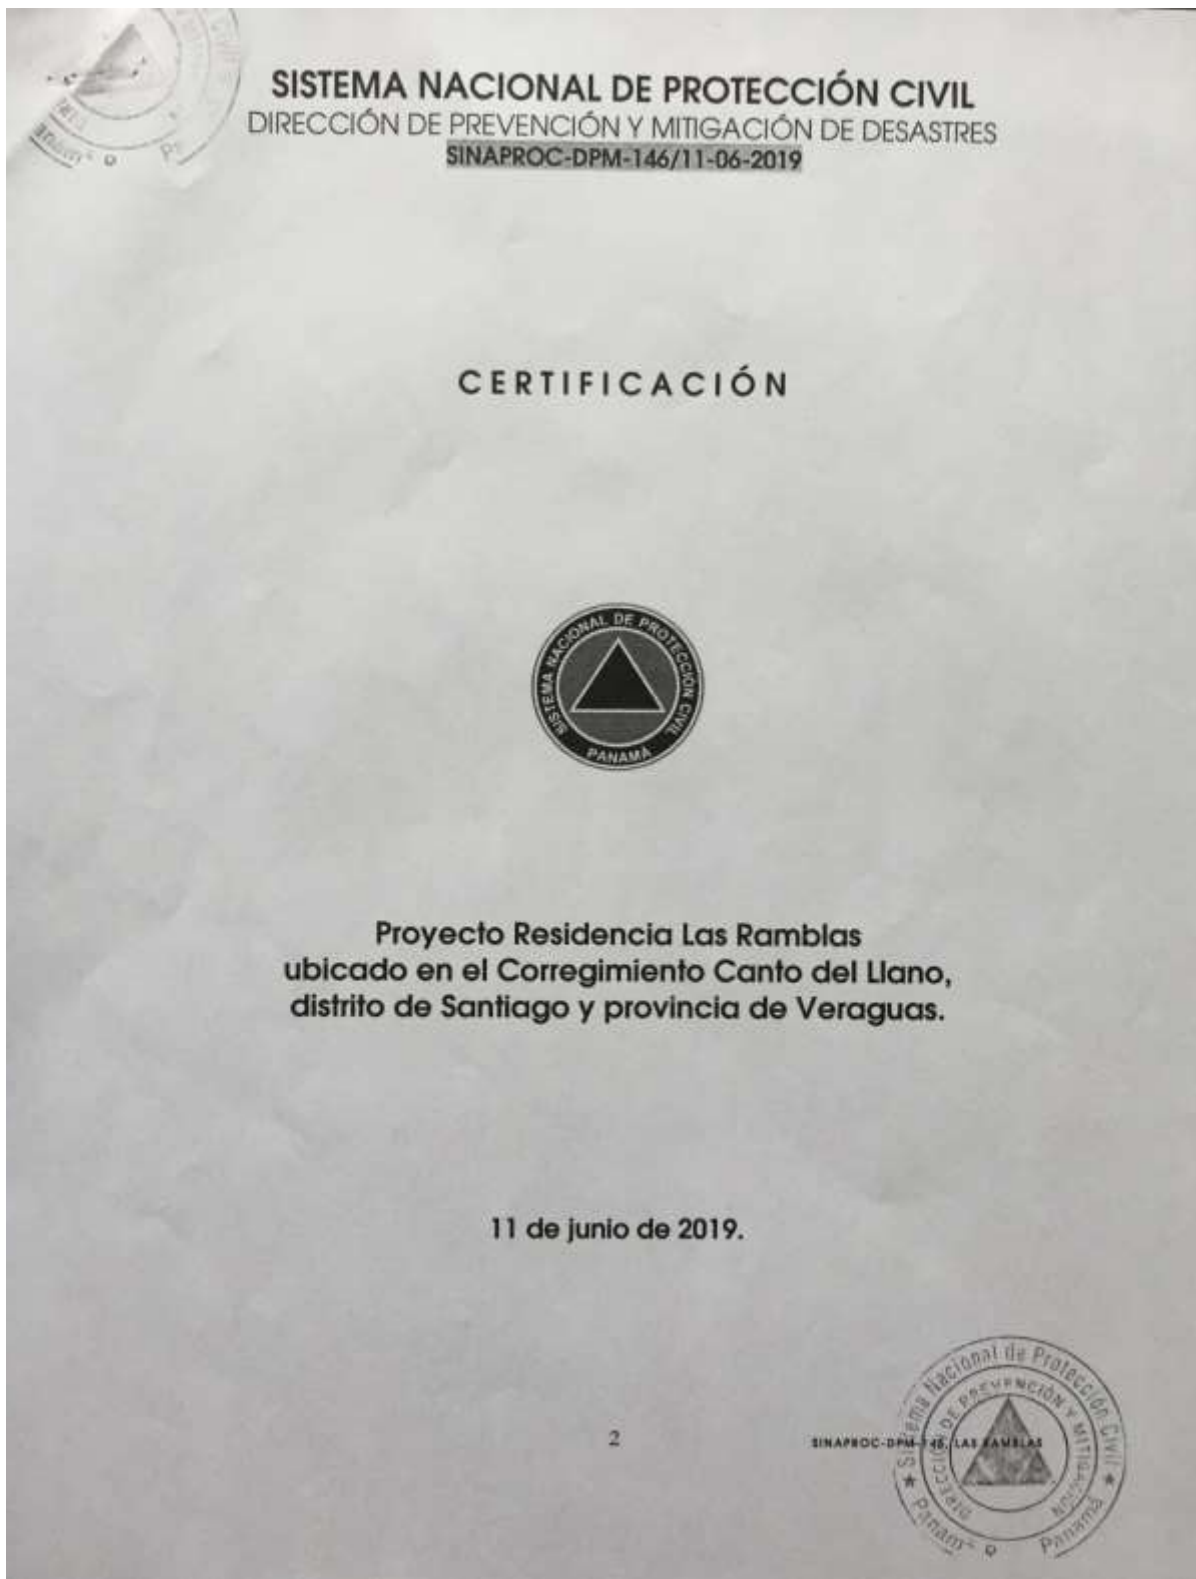 SISTEMA NACIONAL DE PROTECCIÓN CIVIL
DIRECCIÓN DE PREVENCIÓN Y MITIGACIÓN DE DESASTRES
SINAPROC-DPM-146/11-06-2019
CERTIFICACIÓN
SISTEMA NACIONAL DE PROTECCIÓN CIVIL
PANAMÁ
Proyecto Residencia Las Ramblas
ubicado en el Corregimiento Canto del Llano,
distrito de Santiago y provincia de Veraguas.
11 de junio de 2019.
2
SINAPROC-DPM-146, LAS RAMBLAS
Sistema Nacional de Protección Civil
DIRECCIÓN DE PREVENCIÓN Y MITIGACIÓN
Panamá